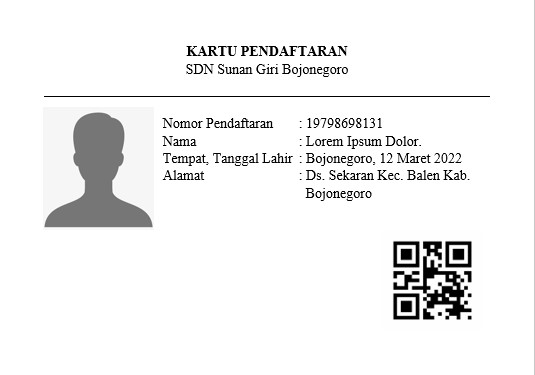 KARTU PENDAFTARAN
SDN Sunan Giri Bojonegoro
Nomor Pendaftaran : 19798698131
Nama : Lorem Ipsum Dolor.
Tempat, Tanggal Lahir : Bojonegoro, 12 Maret 2022
Alamat : Ds. Sekaran Kec. Balen Kab.
Bojonegoro